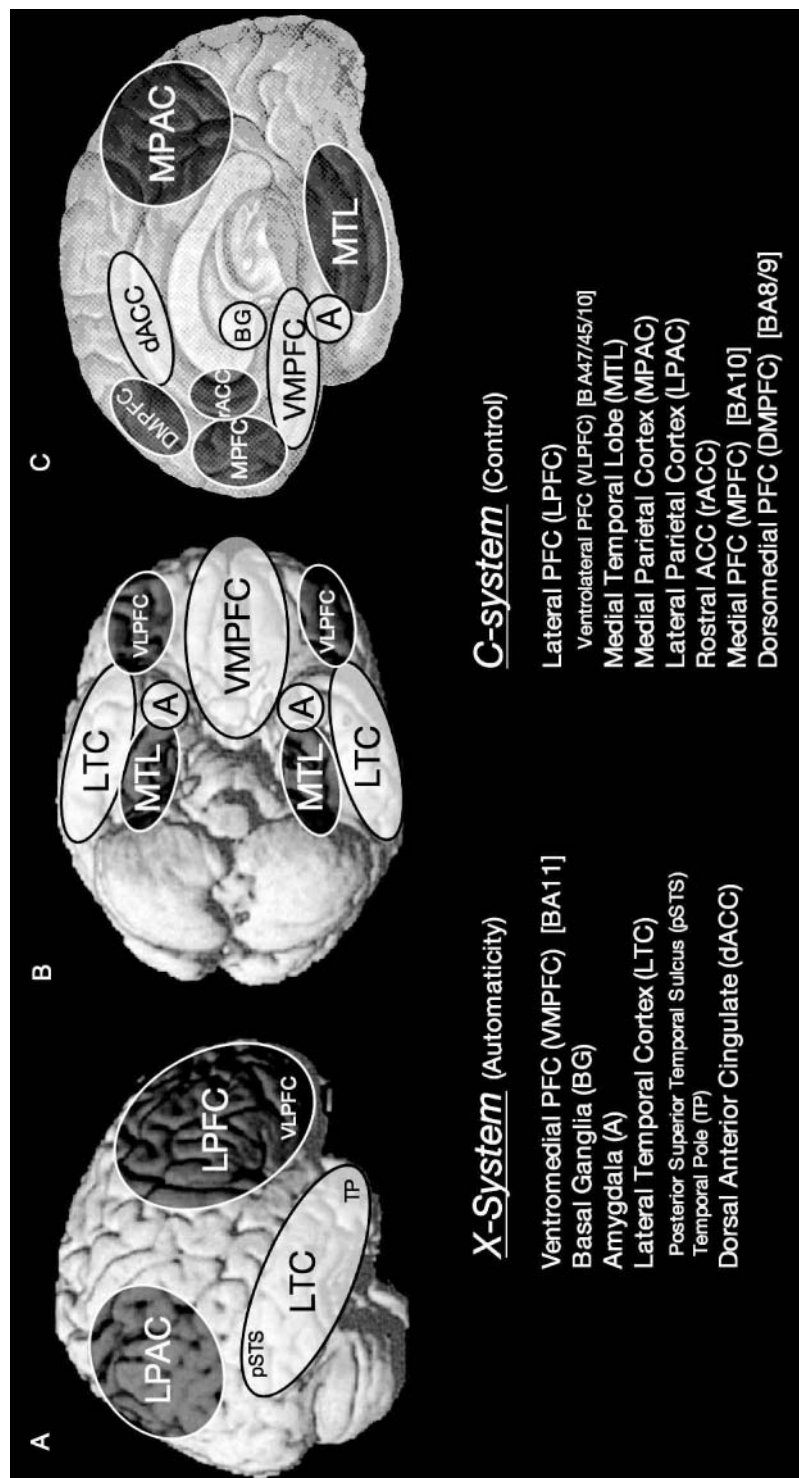 A
LPAC
LPFC
VLPFC
pSTS
LTC
TP
B
LTC
VLPFC
MTL
A
VMPFC
MTL
A
LTC
VLPFC
C
DMPFC
dACC
MPAC
MPFC
rACC
BG
VMPFC
A
MTL
X-System (Automaticity)
Ventromedial PFC (VMPFC) [BA11]
Basal Ganglia (BG)
Amygdala (A)
Lateral Temporal Cortex (LTC)
Posterior Superior Temporal Sulcus (pSTS)
Temporal Pole (TP)
Dorsal Anterior Cingulate (dACC)
C-system (Control)
Lateral PFC (LPFC)
Ventrolateral PFC (VLPFC) [BA47/45/10]
Medial Temporal Lobe (MTL)
Medial Parietal Cortex (MPAC)
Lateral Parietal Cortex (LPAC)
Rostral ACC (rACC)
Medial PFC (MPFC) [BA10]
Dorsomedial PFC (DMPFC) [BA8/9]